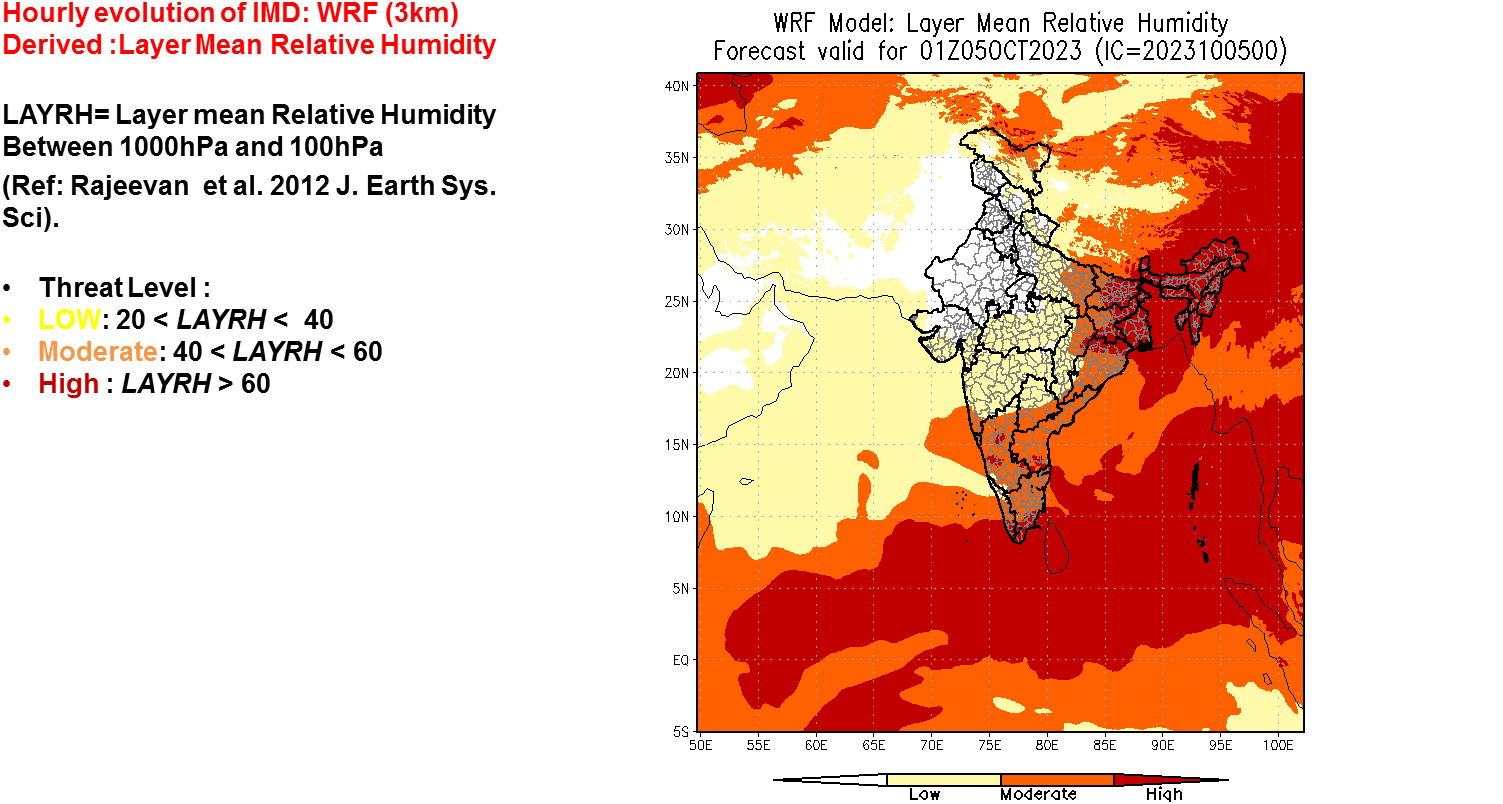 Hourly evolution of IMD: WRF (3km)
Derived :Layer Mean Relative Humidity
LAYRH= Layer mean Relative Humidity
Between 1000hPa and 100hPa
(Ref: Rajeevan et al. 2012 J. Earth Sys.
Sci).
• Threat Level :
• LOW: 20 < LAYRH < 40
• Moderate: 40 < LAYRH < 60
• High : LAYRH > 60
WRF Model: Layer Mean Relative Humidity
Forecast valid for 01Z05OCT2023 (IC=2023100500)
40N
35N
30N
25N
20N
15N
10N
5N
EQ
5S
50E 55E 60E 65E 70E 75E 80E 85E 90E 95E 100E
Low Moderate High